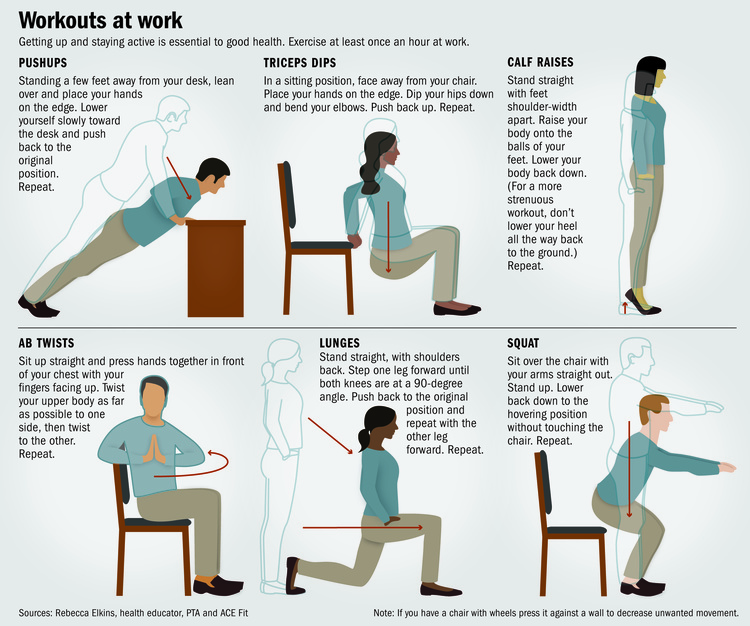 Workouts at work
Getting up and staying active is essential to good health. Exercise at least once an hour at work.
PUSHUPS
Standing a few feet away from your desk, lean
over and place your hands
on the edge. Lower
yourself slowly toward
the desk and push
back to the
original
position.
Repeat.
TRICEPS DIPS
In a sitting position, face away from your chair.
Place your hands on the edge. Dip your hips down
and bend your elbows. Push back up. Repeat.
CALF RAISES
Stand straight
with feet
shoulder-width
apart. Raise your
body onto the
balls of your
feet. Lower your
body back down.
(For a more
strenuous
workout, don’t
lower your heel
all the way back
to the ground.)
Repeat.
AB TWISTS
Sit up straight and press hands together in front
of your chest with your
fingers facing up. Twist
your upper body as far
as possible to one
side, then twist
to the other.
Repeat.
LUNGES
Stand straight, with shoulders
back. Step one leg forward until
both knees are at a 90-degree
angle. Push back to the original
position and
repeat with the
other leg
forward. Repeat.
SQUAT
Sit over the chair with
your arms straight out.
Stand up. Lower
back down to the
hovering position
without touching the
chair. Repeat.
Sources: Rebecca Elkins, health educator, PTA and ACE Fit
Note: If you have a chair with wheels press it against a wall to decrease unwanted movement.